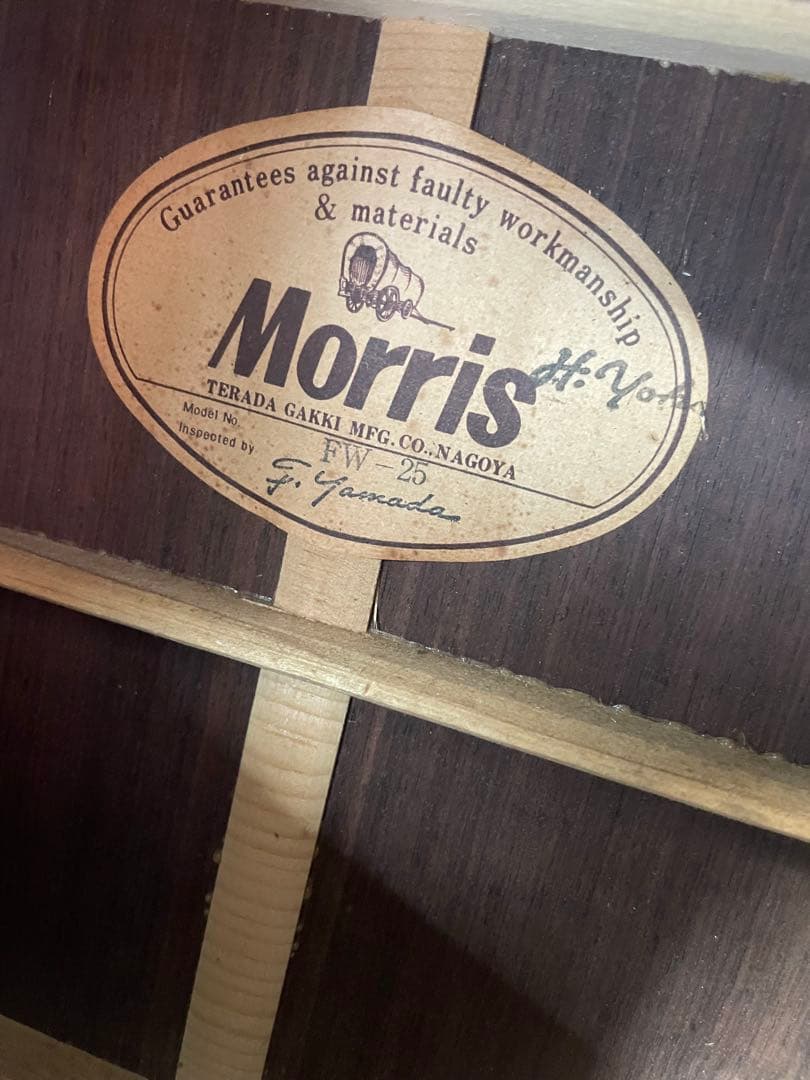 Guarantees against faulty workmanship
& materials
Morris
TERADA GAKKI MFG. CO., NAGOYA
Model No. FW-25
Inspected by F. Yamada
H.